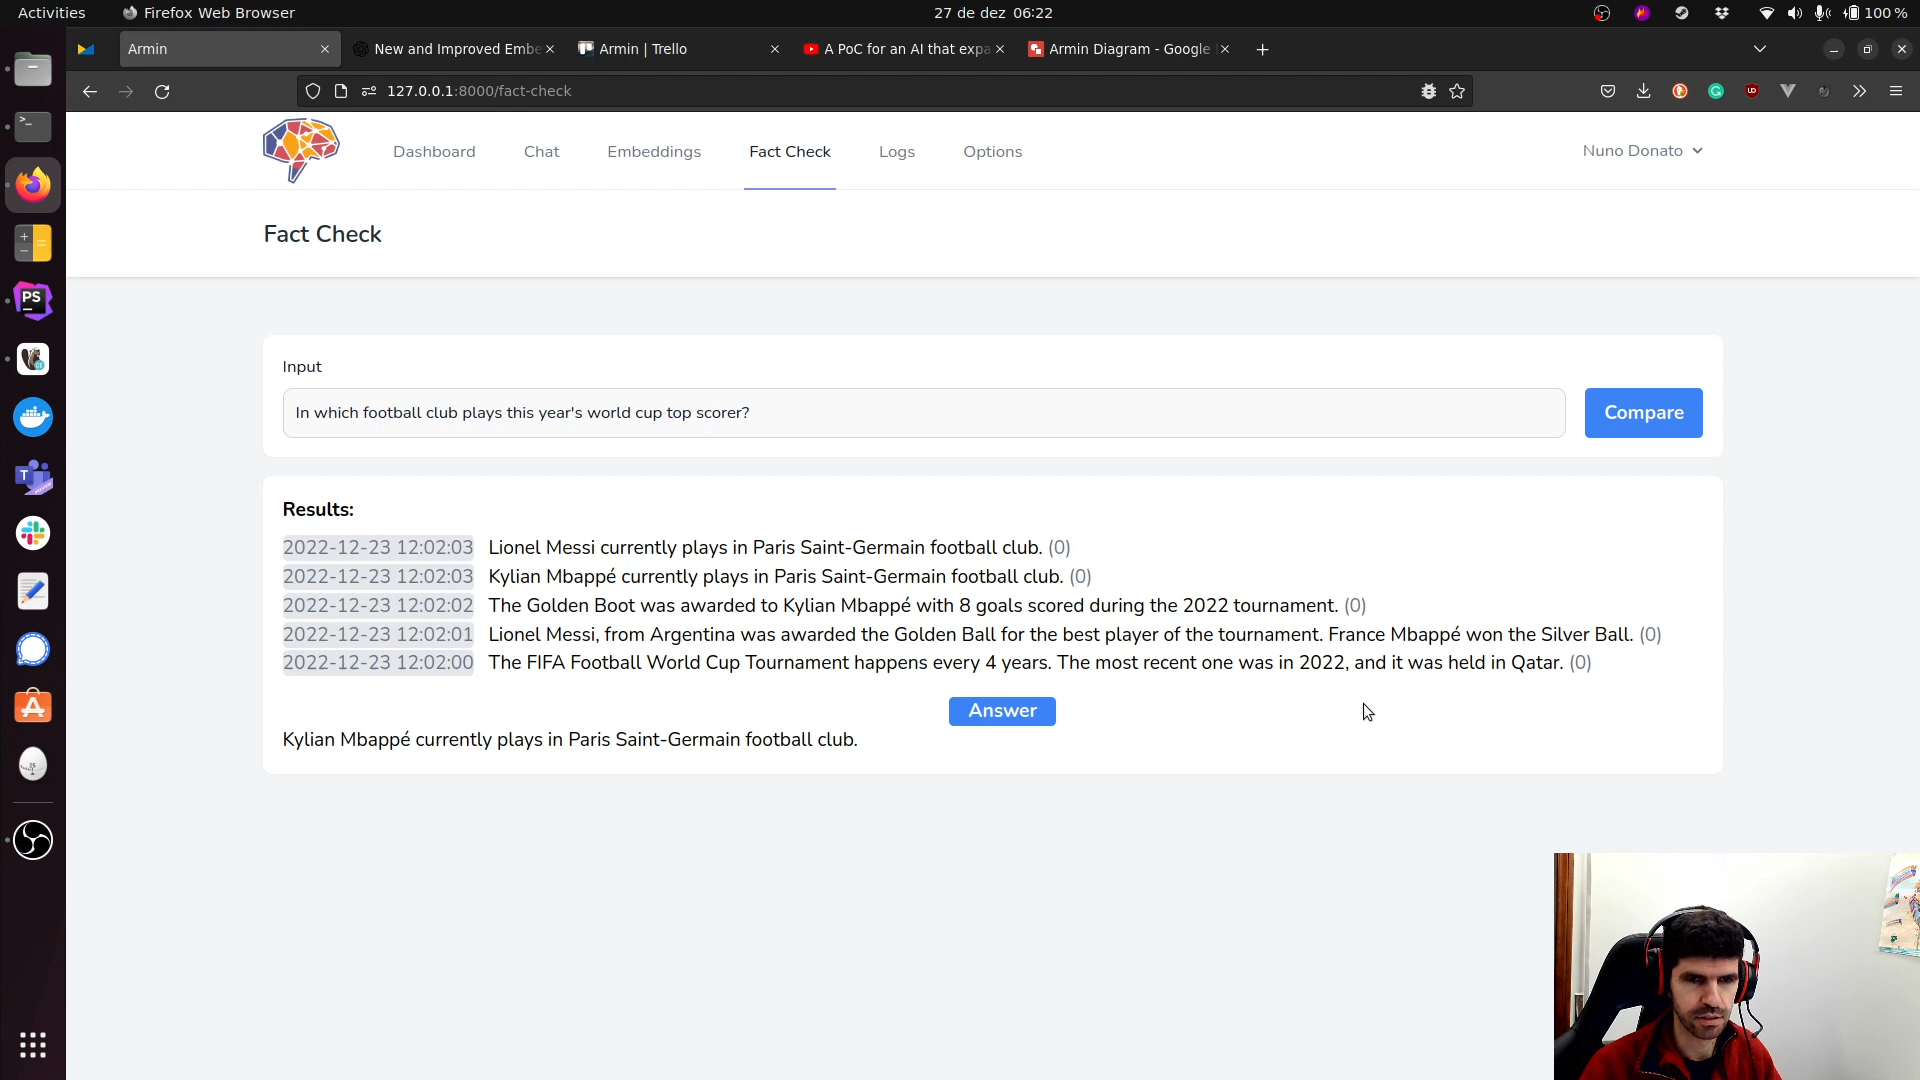 Activities
Firefox Web Browser
27 de dez 06:22
100 %
Armin
New and Improved Embe
Armin | Trello
A PoC for an AI that expa
Armin Diagram - Google
127.0.0.1:8000/fact-check
Dashboard
Chat
Embeddings
Fact Check
Logs
Options
Nuno Donato
Fact Check
Input
In which football club plays this year's world cup top scorer?
Compare
Results:
2022-12-23 12:02:03 Lionel Messi currently plays in Paris Saint-Germain football club. (0)
2022-12-23 12:02:03 Kylian Mbappé currently plays in Paris Saint-Germain football club. (0)
2022-12-23 12:02:02 The Golden Boot was awarded to Kylian Mbappé with 8 goals scored during the 2022 tournament. (0)
2022-12-23 12:02:01 Lionel Messi, from Argentina was awarded the Golden Ball for the best player of the tournament. France Mbappé won the Silver Ball. (0)
2022-12-23 12:02:00 The FIFA Football World Cup Tournament happens every 4 years. The most recent one was in 2022, and it was held in Qatar. (0)
Answer
Kylian Mbappé currently plays in Paris Saint-Germain football club.
PS